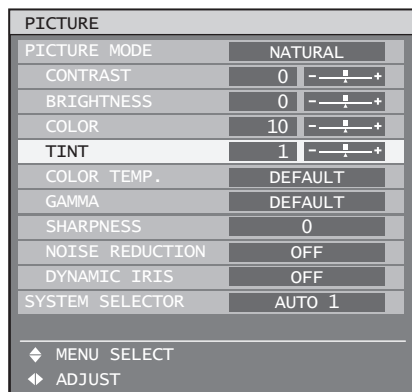 PICTURE
PICTURE MODE NATURAL
CONTRAST 0 - +
BRIGHTNESS 0 - +
COLOR 10 - +
TINT 1 - +
COLOR TEMP. DEFAULT
GAMMA DEFAULT
SHARPNESS 0
NOISE REDUCTION OFF
DYNAMIC IRIS OFF
SYSTEM SELECTOR AUTO 1
MENU SELECT
ADJUST